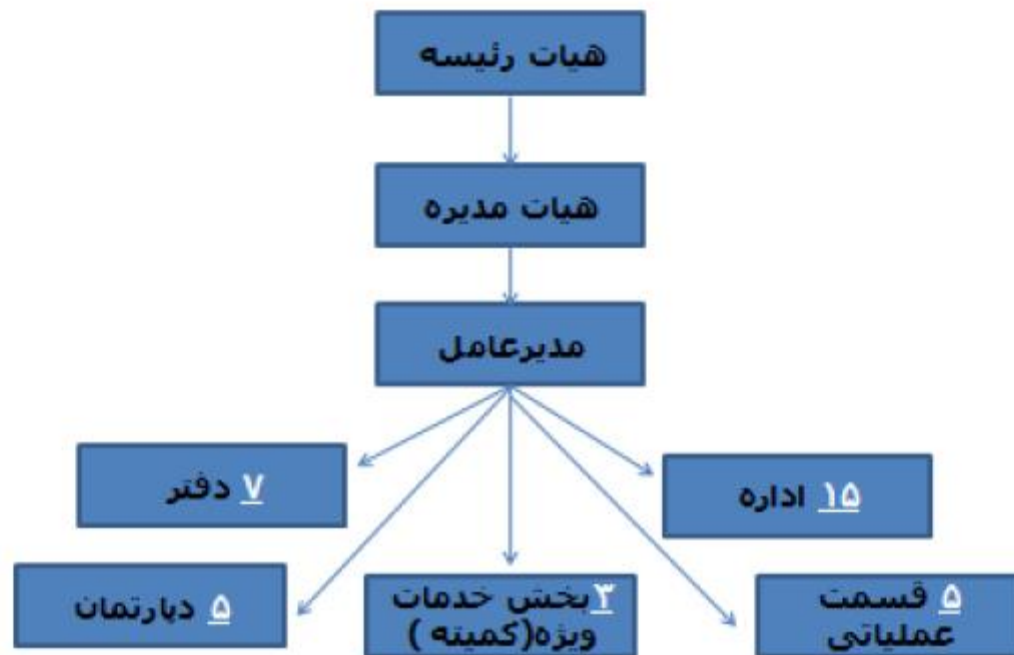 هیات رئیسه
هیات مدیره
مدیرعامل
۱۵ اداره
۷ دفتر
۵ قسمت
عملیاتی
۳بخش خدمات
ویژه(کمیته )
۵ دپارتمان